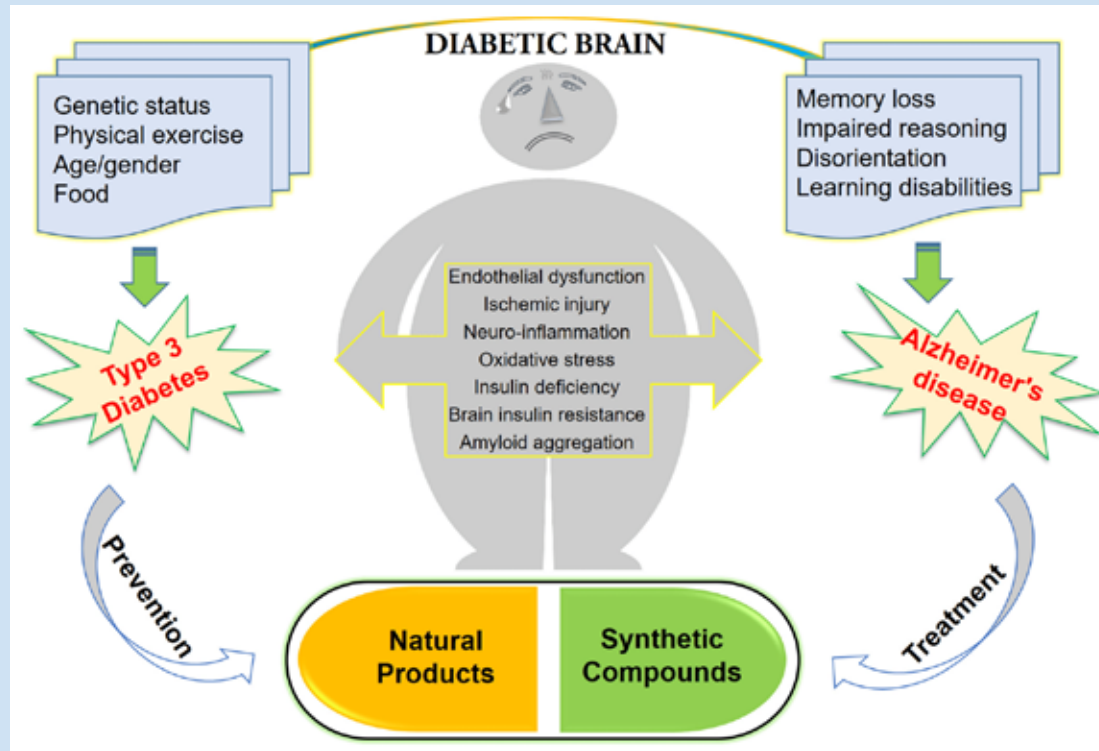 DIABETIC BRAIN
Genetic status
Physical exercise
Age/gender
Food
Memory loss
Impaired reasoning
Disorientation
Learning disabilities
Endothelial dysfunction
Ischemic injury
Neuro-inflammation
Oxidative stress
Insulin deficiency
Brain insulin resistance
Amyloid aggregation
Type 3
Diabetes
Alzheimer's
disease
Prevention
Treatment
Natural
Products
Synthetic
Compounds